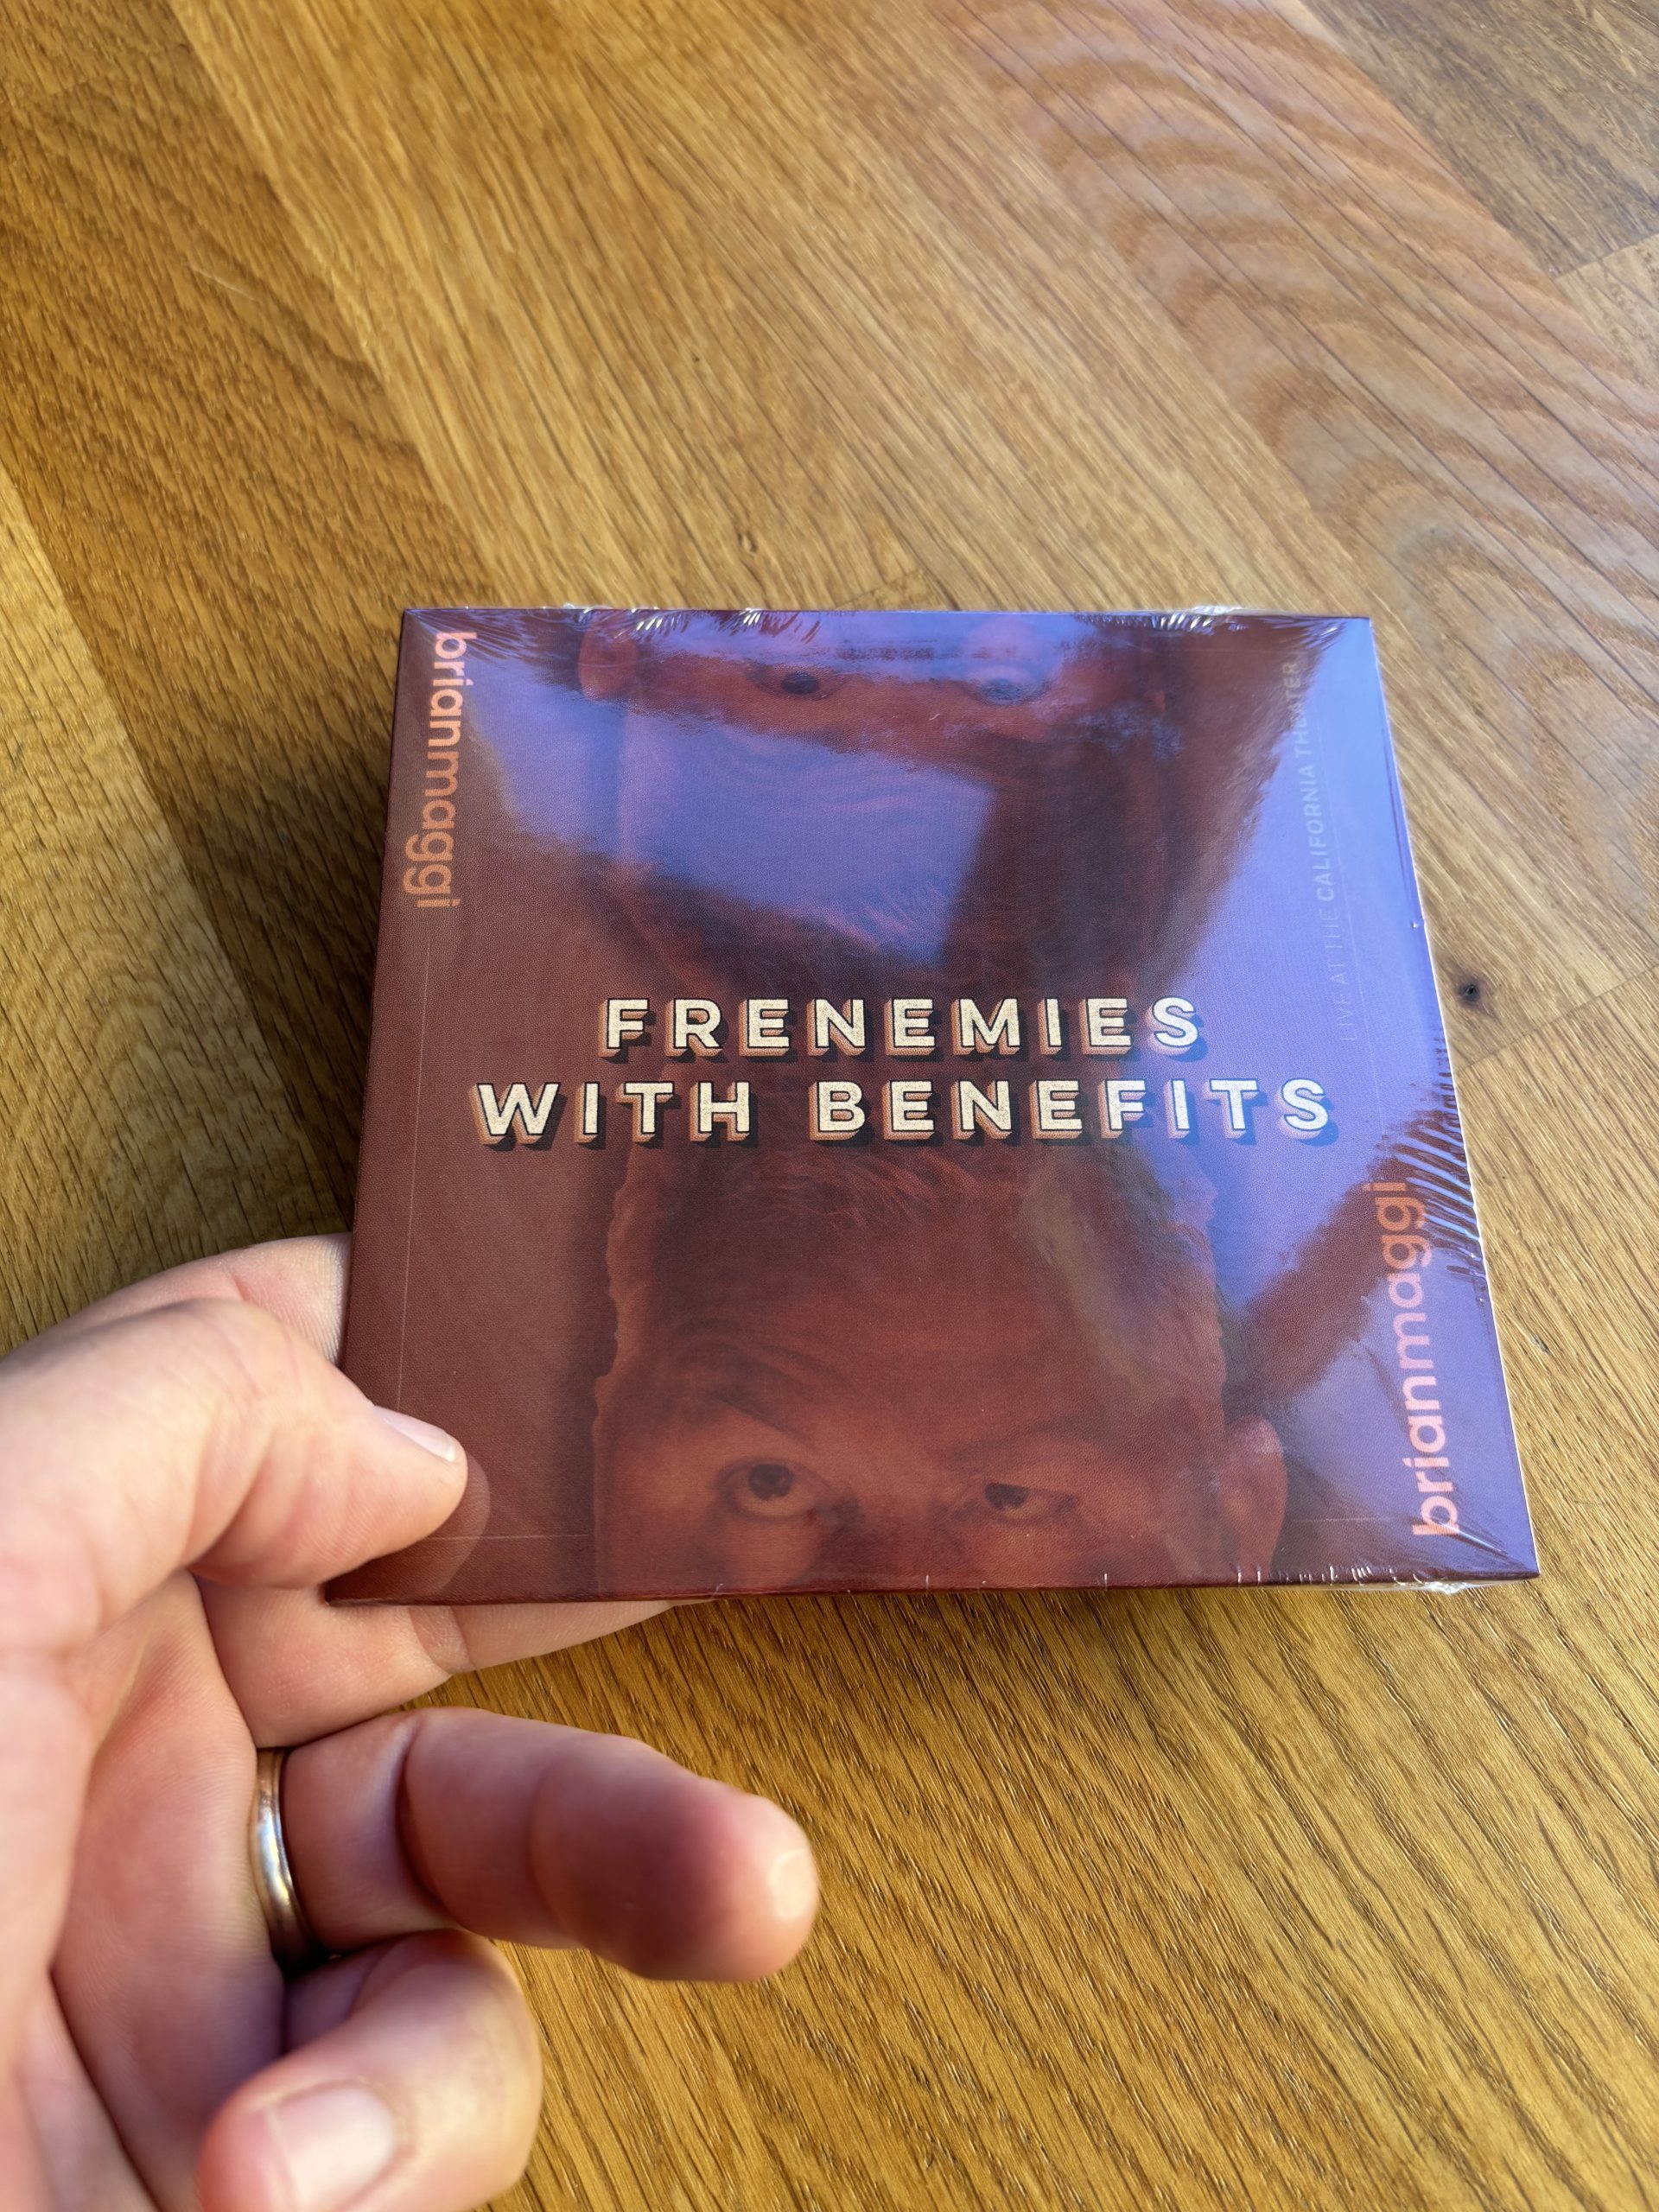 brianmaggi
LIVE AT THE CALIFORNIA THEATER
FRENEMIES
WITH BENEFITS
brianmaggi